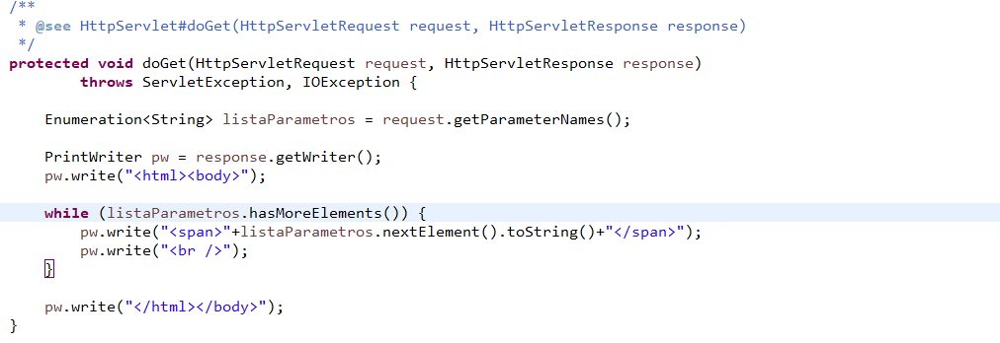 /**
 * @see HttpServlet#doGet(HttpServletRequest request, HttpServletResponse response)
 */
protected void doGet(HttpServletRequest request, HttpServletResponse response)
        throws ServletException, IOException {
    Enumeration<String> listaParametros = request.getParameterNames();
    PrintWriter pw = response.getWriter();
    pw.write("<html><body>");
    while (listaParametros.hasMoreElements()) {
        pw.write("<span>"+listaParametros.nextElement().toString()+"</span>");
        pw.write("<br />");
    }
    pw.write("</html></body>");
}